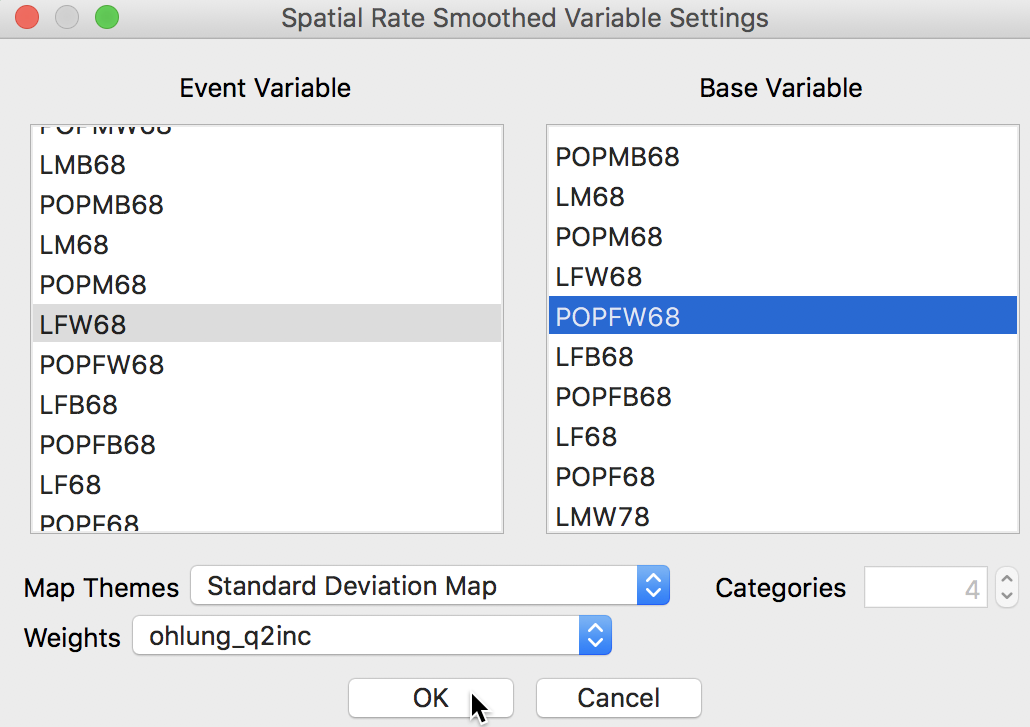 Spatial Rate Smoothed Variable Settings
Event Variable
Base Variable
POPMW68
LMB68
POPMB68
LM68
POPM68
LFW68
POPFW68
LFB68
POPFB68
LF68
POPF68
POPMB68
LM68
POPM68
LFW68
POPFW68
LFB68
POPFB68
LF68
POPF68
LMW78
Map Themes Standard Deviation Map Categories 4
Weights ohlung_q2inc
OK Cancel